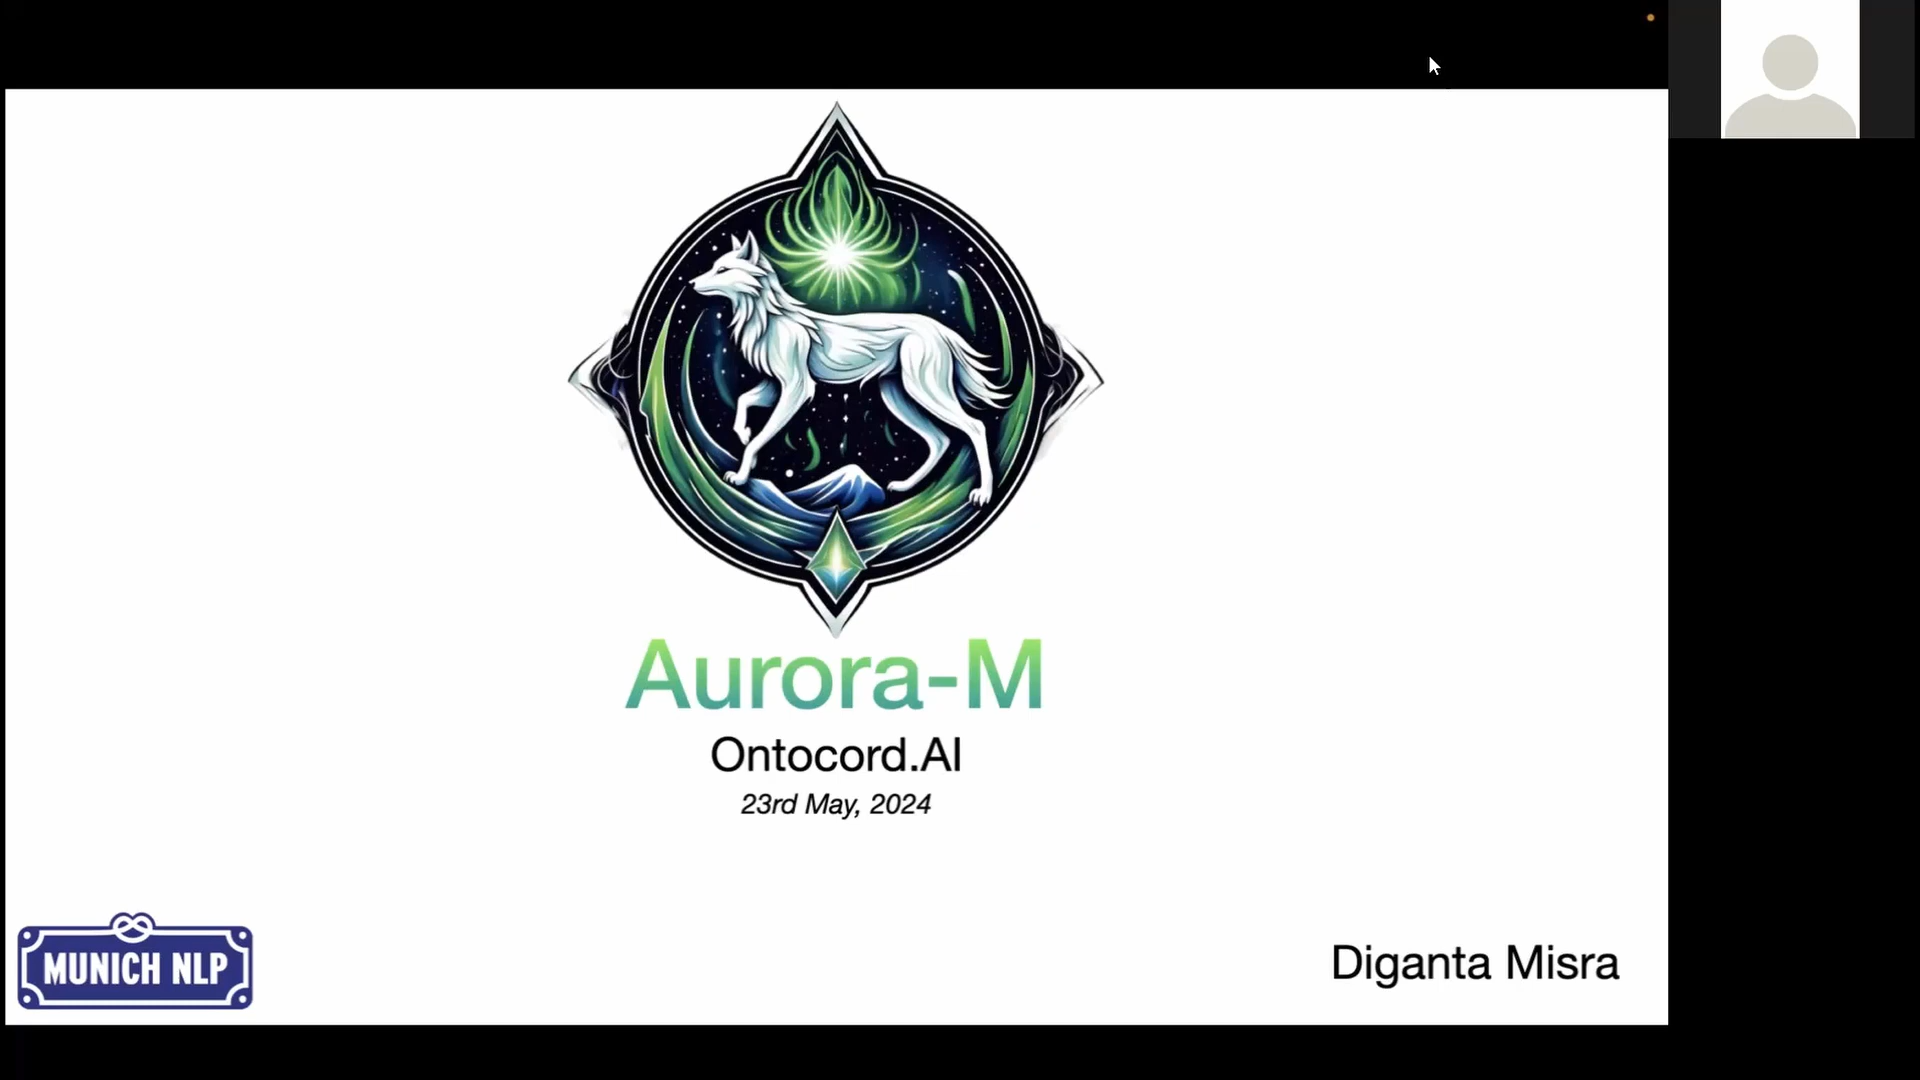 Aurora-M
Ontocord.AI
23rd May, 2024
MUNICH NLP
Diganta Misra